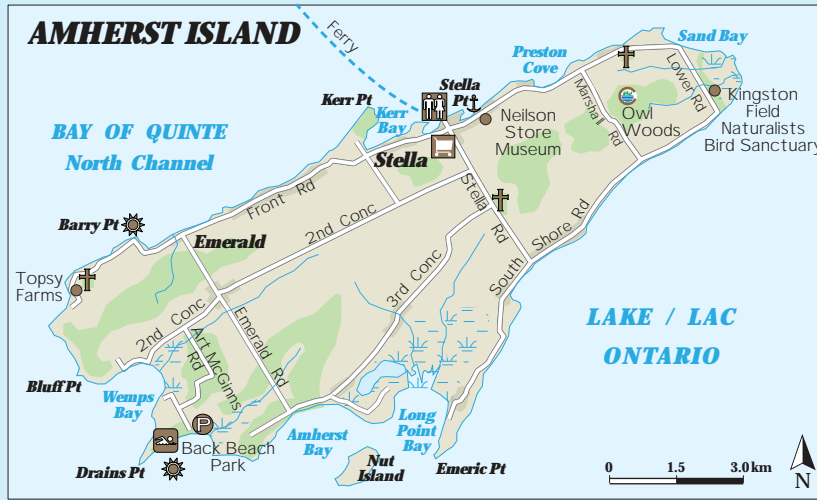 AMHERST ISLAND
Ferry
Sand Bay
Preston
Cove
Stella
Pt
Kerr Pt
Kerr
Bay
Lower Rd
Marshall Rd
Owl
Woods
Kingston
Field
Naturalists
Bird Sanctuary
Neilson
Store
Museum
BAY OF QUINTE
North Channel
Stella
Front Rd
2nd Conc
Stella Rd
Barry Pt
Emerald
South Shore Rd
3rd Conc
Topsy
Farms
2nd Conc
Art McGinns
Rd
Emerald Rd
LAKE / LAC
ONTARIO
Bluff Pt
Wemps
Bay
P
Back Beach
Park
Amherst
Bay
Long
Point
Bay
Drains Pt
Nut
Island
Emeric Pt
0 1.5 3.0 km
N